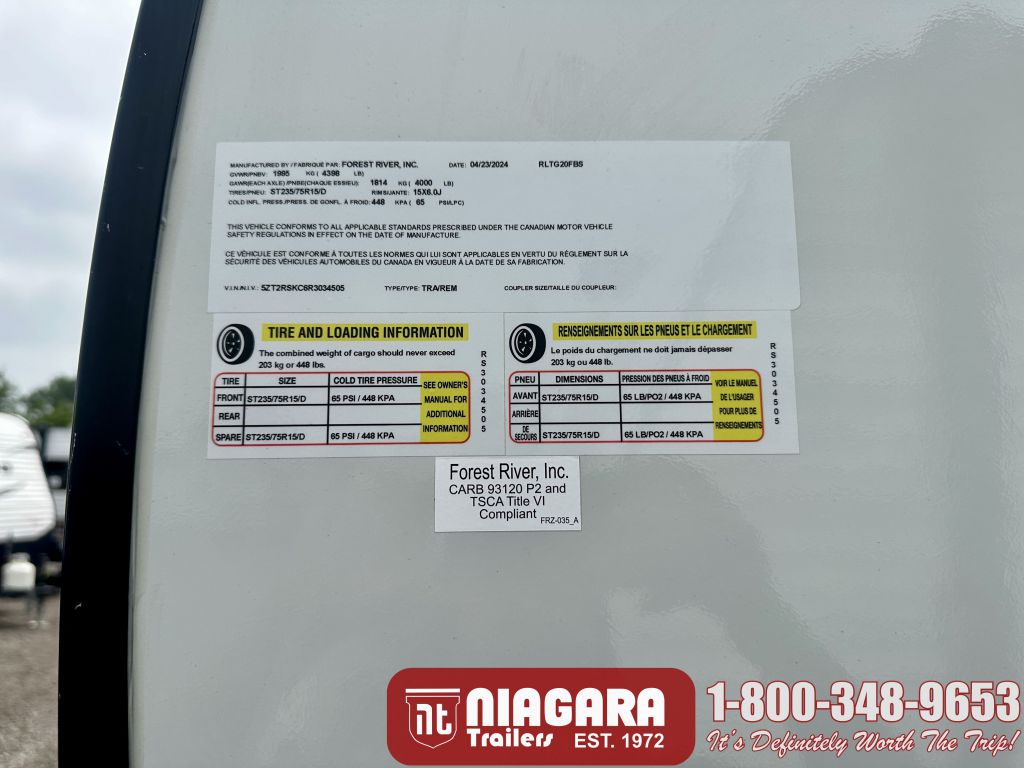 MANUFACTURED BY / FABRIQUÉ PAR: FOREST RIVER, INC. DATE: 04/23/2024 RLTG20FBS
GVWR/PNBV: 1995 KG ( 4398 LB)
GAWR(EACH AXLE) /PNBE(CHAQUE ESSIEU): 1814 KG ( 4000 LB)
TIRES/PNEU: ST235/75R15/D RIMS/JANTE: 15X6.0J
COLD INFL. PRESS./PRESS. DE GONFL. À FROID: 448 KPA ( 65 PSI/LPC)
THIS VEHICLE CONFORMS TO ALL APPLICABLE STANDARDS PRESCRIBED UNDER THE CANADIAN MOTOR VEHICLE
SAFETY REGULATIONS IN EFFECT ON THE DATE OF MANUFACTURE.
CE VÉHICULE EST CONFORME À TOUTES LES NORMES QUI LUI SONT APPLICABLES EN VERTU DU RÈGLEMENT SUR LA
SÉCURITÉ DES VÉHICULES AUTOMOBILES DU CANADA EN VIGUEUR À LA DATE DE SA FABRICATION.
V.I.N./N.I.V.: 5ZT2RSKC6R3034505 TYPE/TYPE: TRA/REM COUPLER SIZE/TAILLE DU COUPLEUR:
TIRE AND LOADING INFORMATION
The combined weight of cargo should never exceed
203 kg or 448 lbs.
TIRE SIZE COLD TIRE PRESSURE SEE OWNER'S
FRONT ST235/75R15/D 65 PSI / 448 KPA MANUAL FOR
REAR ADDITIONAL
INFORMATION
SPARE ST235/75R15/D 65 PSI / 448 KPA
RS3034505
RENSEIGNEMENTS SUR LES PNEUS ET LE CHARGEMENT
Le poids du chargement ne doit jamais dépasser
203 kg ou 448 lb.
PNEU DIMENSIONS PRESSION DES PNEUS À FROID VOIR LE MANUEL
AVANT ST235/75R15/D 65 LB/PO2 / 448 KPA DE L'USAGER
ARRIÈRE POUR PLUS DE
RENSEIGNEMENTS
DE
SECOURS ST235/75R15/D 65 LB/PO2 / 448 KPA
RS3034505
Forest River, Inc.
CARB 93120 P2 and
TSCA Title VI
Compliant FRZ-035_A
nt NIAGARA
Trailers EST. 1972
1-800-348-9653
It's Definitely Worth The Trip!